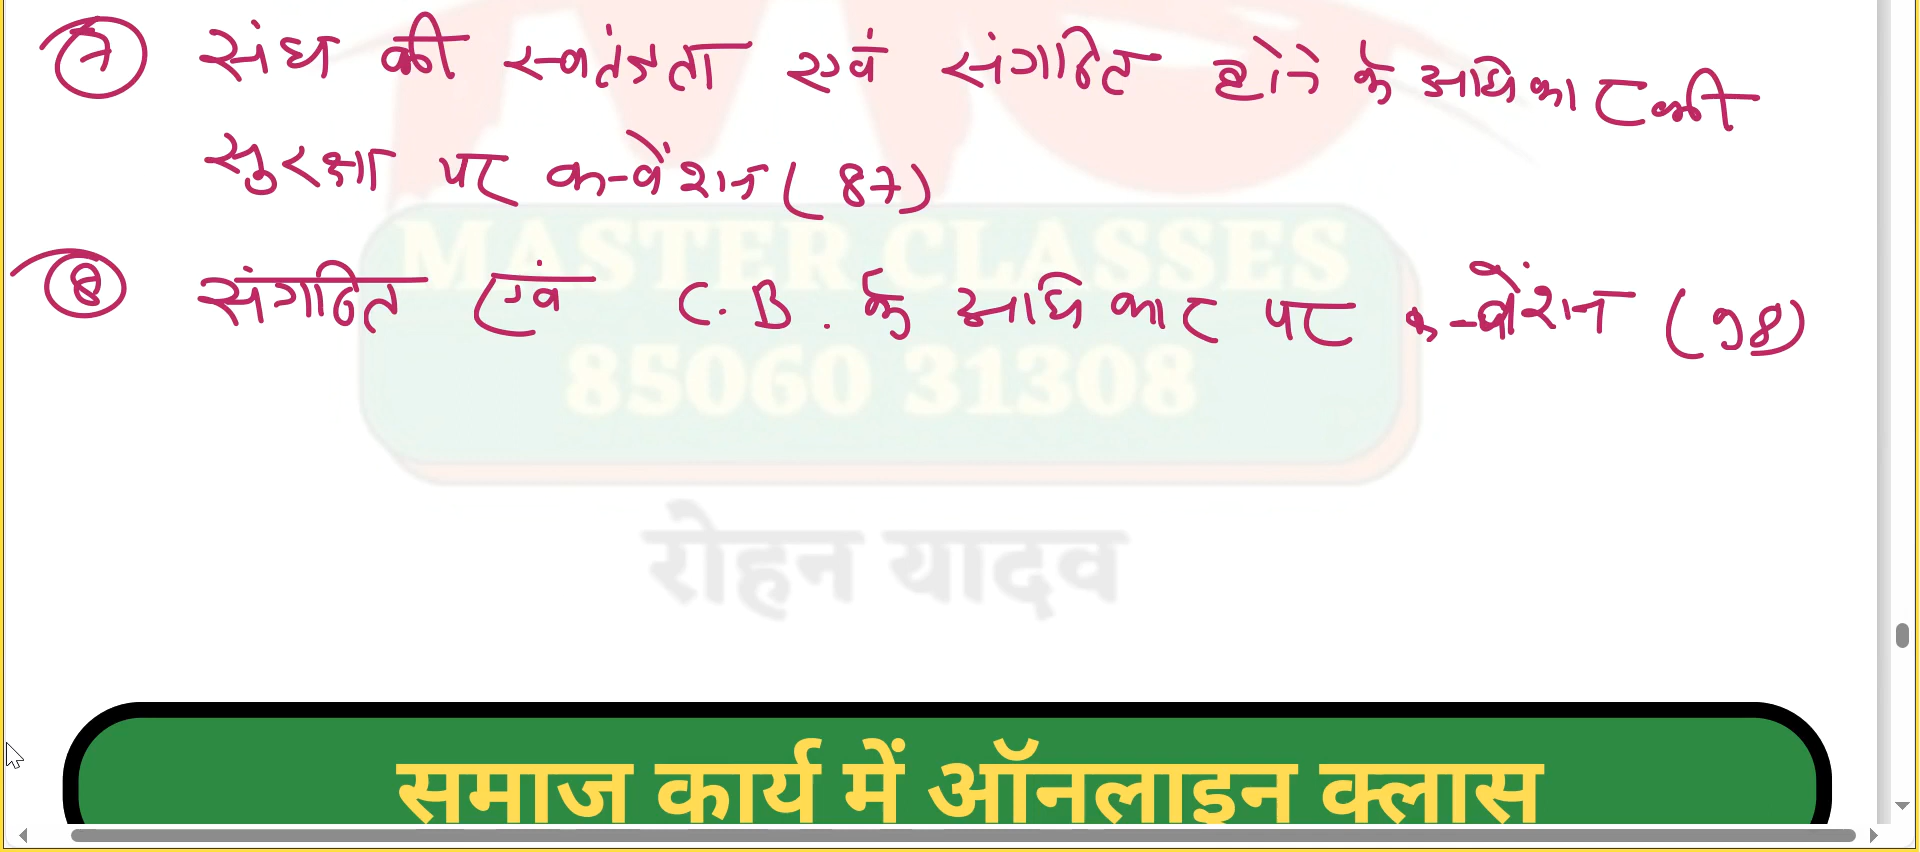 7 संघ की स्वतंत्रता एवं संगठित होने के अधिकार की
सुरक्षा पर कन्वेंशन (87)
8 संगठित एवं C.B. के अधिकार पर कन्वेंशन (98)
MASTER CLASSES
85060 31308
रोहन यादव
समाज कार्य में ऑनलाइन क्लास